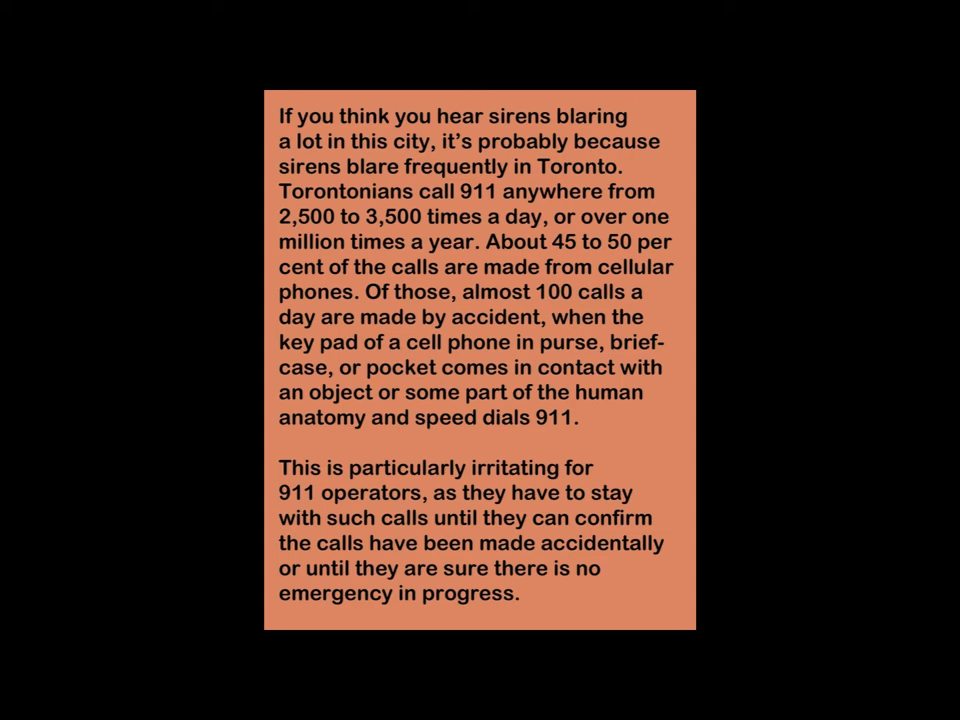 If you think you hear sirens blaring
a lot in this city, it’s probably because
sirens blare frequently in Toronto.
Torontonians call 911 anywhere from
2,500 to 3,500 times a day, or over one
million times a year. About 45 to 50 per
cent of the calls are made from cellular
phones. Of those, almost 100 calls a
day are made by accident, when the
key pad of a cell phone in purse, brief-
case, or pocket comes in contact with
an object or some part of the human
anatomy and speed dials 911.
This is particularly irritating for
911 operators, as they have to stay
with such calls until they can confirm
the calls have been made accidentally
or until they are sure there is no
emergency in progress.